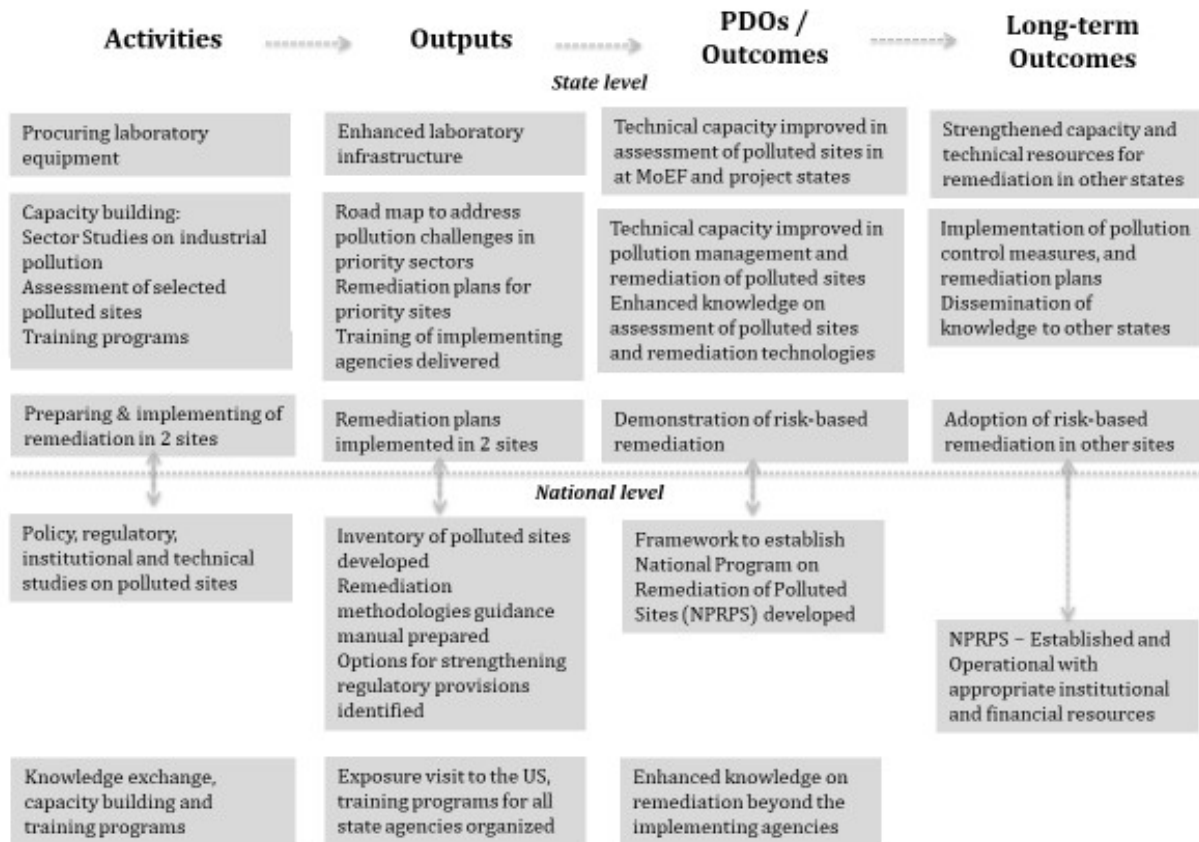 Activities
Outputs
PDOs /
Outcomes
Long-term
Outcomes
State level
Procuring laboratory
equipment
Enhanced laboratory
infrastructure
Technical capacity improved in
assessment of polluted sites in
at MoEF and project states
Strengthened capacity and
technical resources for
remediation in other states
Capacity building:
Sector Studies on industrial
pollution
Assessment of selected
polluted sites
Training programs
Road map to address
pollution challenges in
priority sectors
Remediation plans for
priority sites
Training of implementing
agencies delivered
Technical capacity improved in
pollution management and
remediation of polluted sites
Enhanced knowledge on
assessment of polluted sites
and remediation technologies
Implementation of pollution
control measures, and
remediation plans
Dissemination of
knowledge to other states
Preparing & implementing of
remediation in 2 sites
Remediation plans
implemented in 2 sites
Demonstration of risk-based
remediation
Adoption of risk-based
remediation in other sites
National level
Policy, regulatory,
institutional and technical
studies on polluted sites
Inventory of polluted sites
developed
Remediation
methodologies guidance
manual prepared
Options for strengthening
regulatory provisions
identified
Framework to establish
National Program on
Remediation of Polluted
Sites (NPRPS) developed
NPRPS – Established and
Operational with
appropriate institutional
and financial resources
Knowledge exchange,
capacity building and
training programs
Exposure visit to the US,
training programs for all
state agencies organized
Enhanced knowledge on
remediation beyond the
implementing agencies